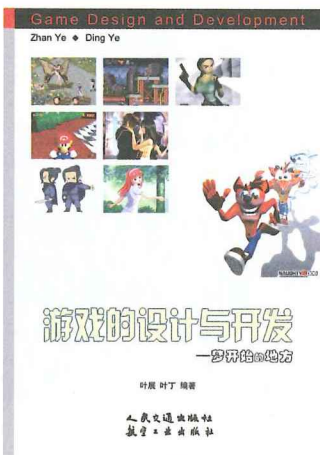 Game Design and Development
Zhan Ye ◆ Ding Ye
NAUGHTY DOG
游戏的设计与开发
—梦开始的地方
叶展 叶丁 编著
人民交通出版社
航空工业出版社